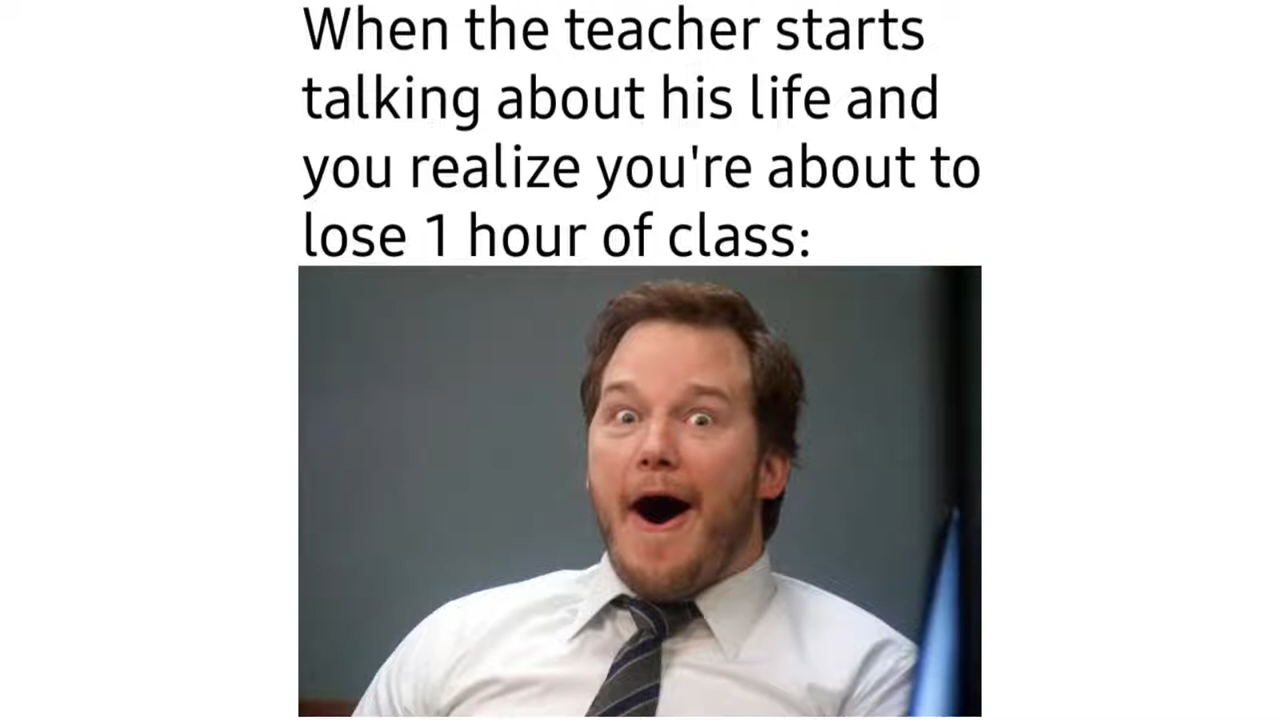 When the teacher starts
talking about his life and
you realize you're about to
lose 1 hour of class: